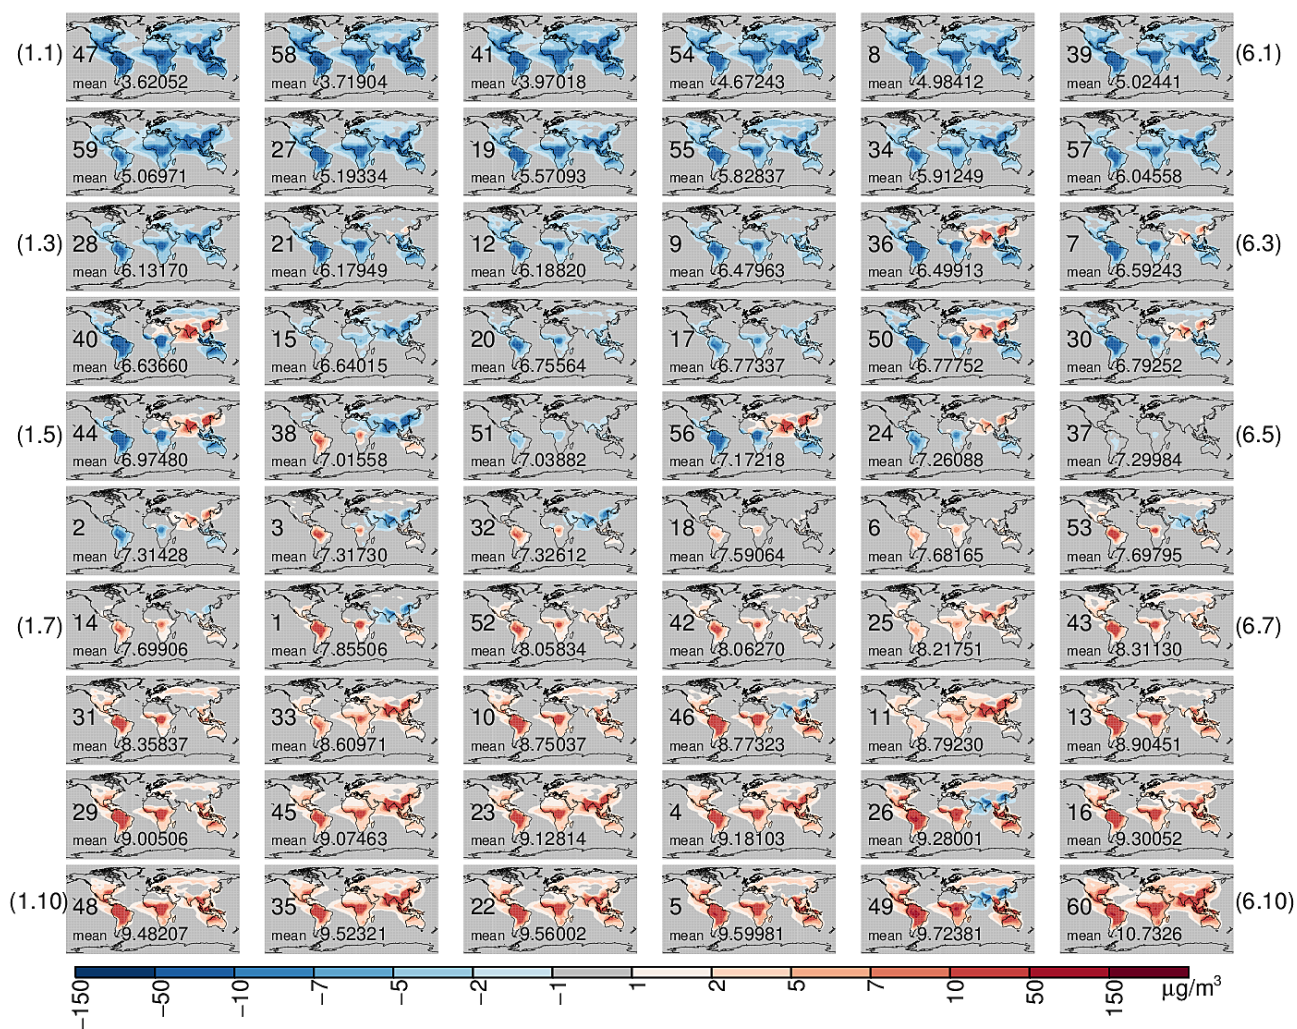 (1.1) 47 58 41 54 8 39 (6.1)
mean 3.62052 mean 3.71904 mean 3.97018 mean 4.67243 mean 4.98412 mean 5.02441
59 27 19 55 34 57
mean 5.06971 mean 5.19334 mean 5.57093 mean 5.82837 mean 5.91249 mean 6.04558
(1.3) 28 21 12 9 36 7 (6.3)
mean 6.13170 mean 6.17949 mean 6.18820 mean 6.47963 mean 6.49913 mean 6.59243
40 15 20 17 50 30
mean 6.63660 mean 6.64015 mean 6.75564 mean 6.77337 mean 6.77752 mean 6.79252
(1.5) 44 38 51 56 24 37 (6.5)
mean 6.97480 mean 7.01558 mean 7.03882 mean 7.17218 mean 7.26088 mean 7.29984
2 3 32 18 6 53
mean 7.31428 mean 7.31730 mean 7.32612 mean 7.59064 mean 7.68165 mean 7.69795
(1.7) 14 1 52 42 25 43 (6.7)
mean 7.69906 mean 7.85506 mean 8.05834 mean 8.06270 mean 8.21751 mean 8.31130
31 33 10 46 11 13
mean 8.35837 mean 8.60971 mean 8.75037 mean 8.77323 mean 8.79230 mean 8.90451
29 45 23 4 26 16
mean 9.00506 mean 9.07463 mean 9.12814 mean 9.18103 mean 9.28001 mean 9.30052
(1.10) 48 35 22 5 49 60 (6.10)
mean 9.48207 mean 9.52321 mean 9.56002 mean 9.59981 mean 9.72381 mean 10.7326
−150 −50 −10 −7 −5 −2 −1 1 2 5 7 10 50 150 μg/m³